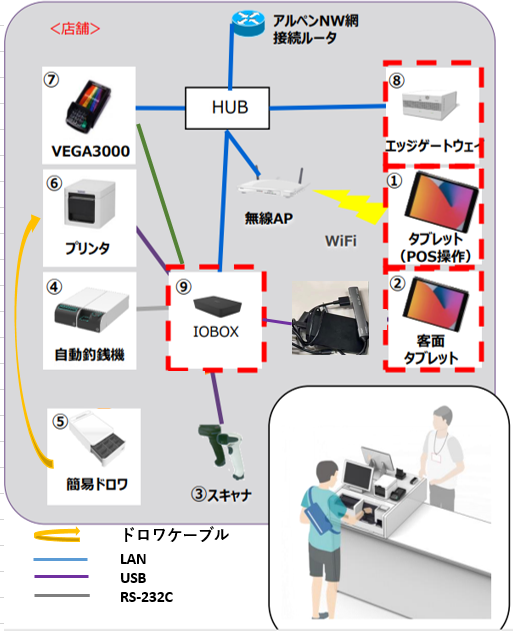 ＜店舗＞
アルペンNW網
接続ルータ
⑦
VEGA3000
HUB
⑧
エッジゲートウェイ
⑥
プリンタ
無線AP
WiFi
①
タブレット
（POS操作）
④
自動釣銭機
⑨
IOBOX
②
客面
タブレット
⑤
簡易ドロワ
③スキャナ
ドロワケーブル
LAN
USB
RS-232C